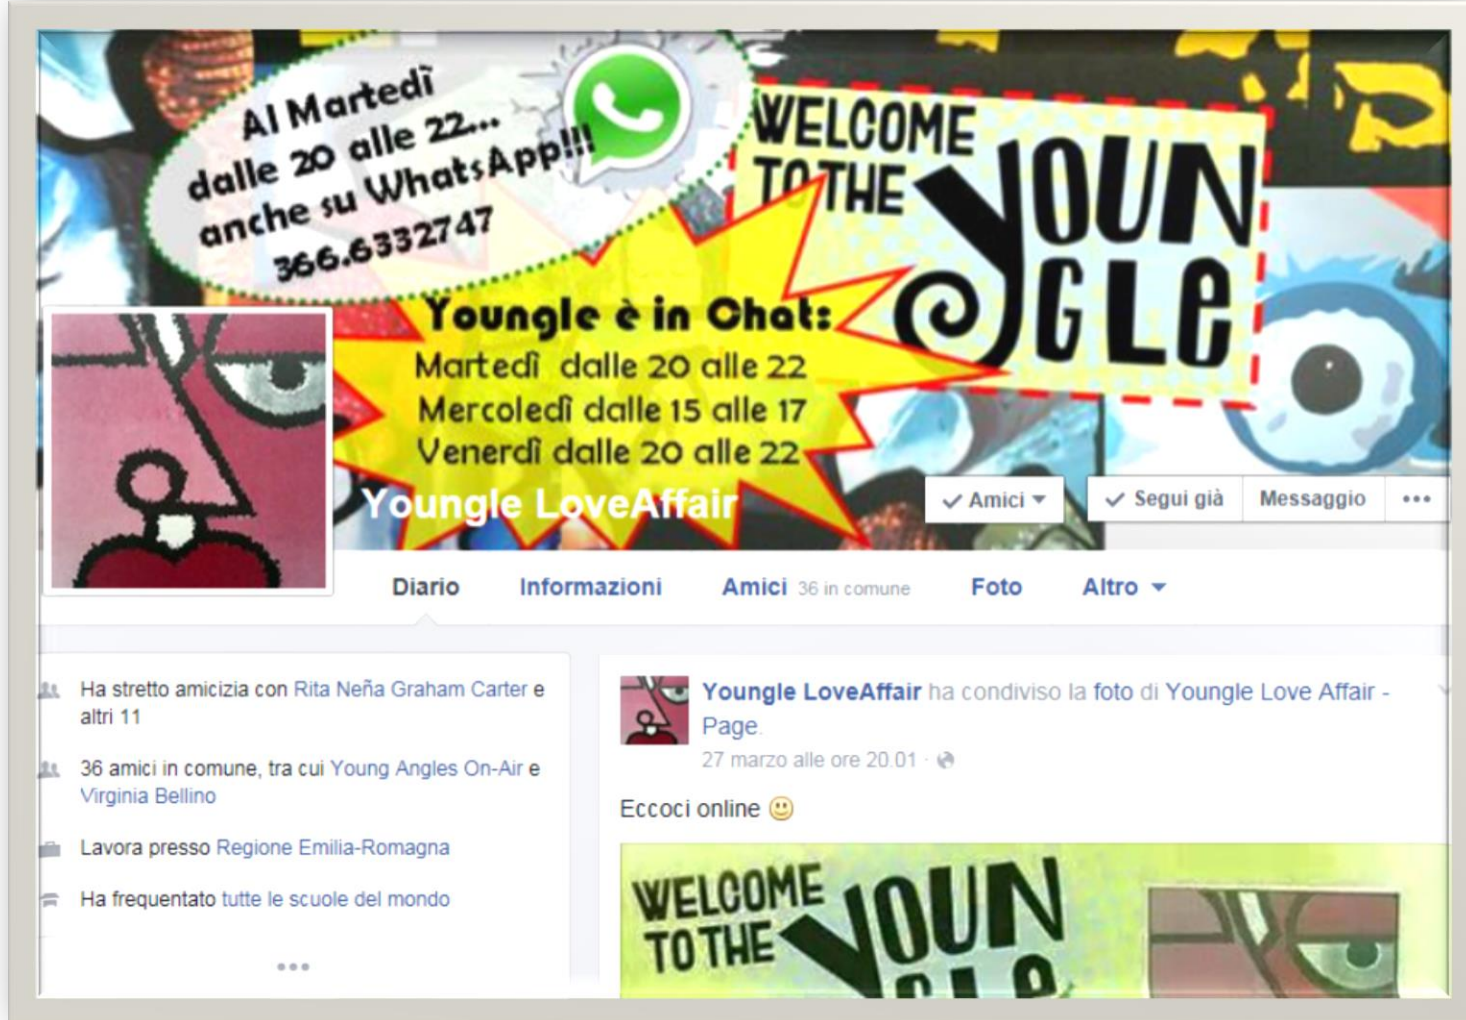 Al Martedì
dalle 20 alle 22...
anche su WhatsApp!!!
366.6332747
WELCOME
TO THE
YOUN
GLE
Youngle è in Chat:
Martedì dalle 20 alle 22
Mercoledì dalle 15 alle 17
Venerdì dalle 20 alle 22
Youngle LoveAffair
Amici
Segui già
Messaggio
Diario
Informazioni
Amici 36 in comune
Foto
Altro
Ha stretto amicizia con Rita Neña Graham Carter e
altri 11
36 amici in comune, tra cui Young Angles On-Air e
Virginia Bellino
Lavora presso Regione Emilia-Romagna
Ha frequentato tutte le scuole del mondo
Youngle LoveAffair ha condiviso la foto di Youngle Love Affair -
Page.
27 marzo alle ore 20.01 ·
Eccoci online
WELCOME
TO THE
YOUN
GLE